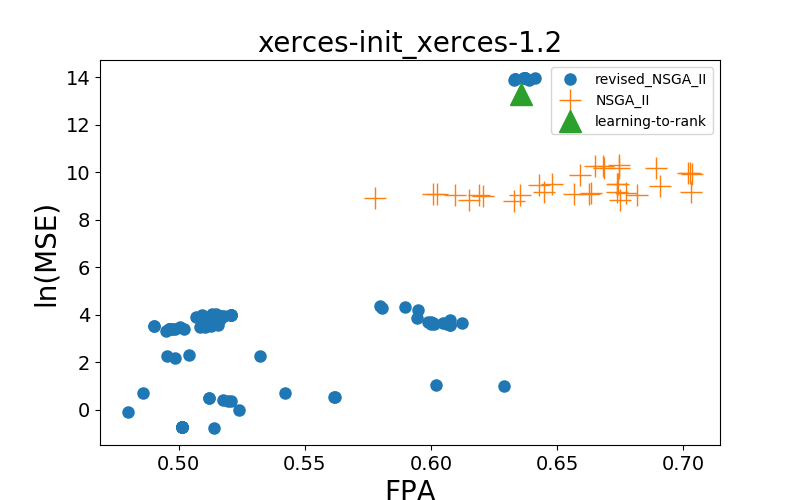 xerces-init_xerces-1.2
revised_NSGA_II
NSGA_II
learning-to-rank
ln(MSE)
14
12
10
8
6
4
2
0
0.50 0.55 0.60 0.65 0.70
FPA